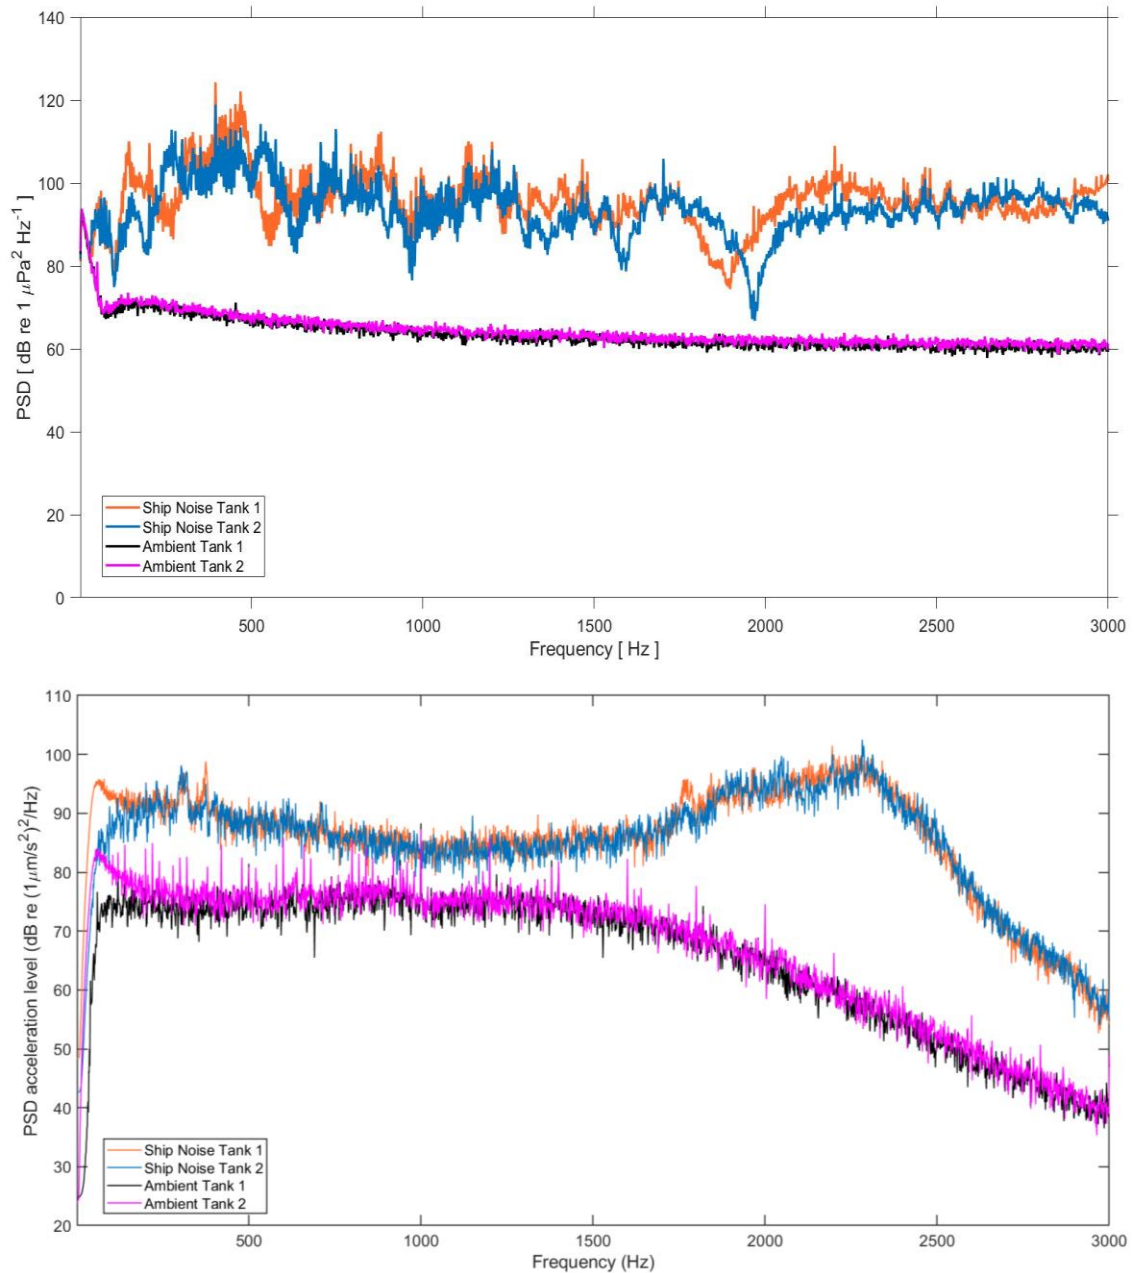 140
120
100
80
60
40
20
0
PSD [ dB re 1 μPa² Hz⁻¹ ]
Ship Noise Tank 1
Ship Noise Tank 2
Ambient Tank 1
Ambient Tank 2
500 1000 1500 2000 2500 3000
Frequency [ Hz ]
110
100
90
80
70
60
50
40
30
20
PSD acceleration level (dB re (1μm/s²)²/Hz)
Ship Noise Tank 1
Ship Noise Tank 2
Ambient Tank 1
Ambient Tank 2
500 1000 1500 2000 2500 3000
Frequency (Hz)